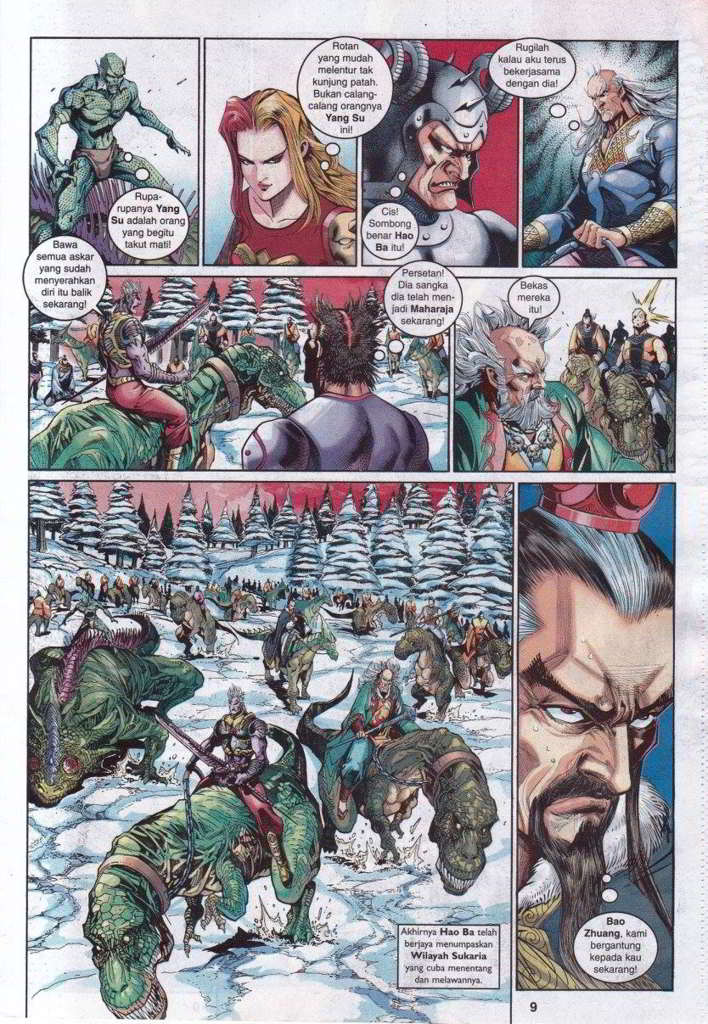 Rupa-
rupanya Yang
Su adalah orang
yang begitu
takut mati!
Rotan
yang mudah
melentur tak
kunjung patah.
Bukan calang-
calang orangnya
Yang Su
ini!
Cis!
Sombong
benar Hao
Ba itu!
Rugilah
kalau aku terus
bekerjasama
dengan dia!
Bawa
semua askar
yang sudah
menyerahkan
diri itu balik
sekarang!
Persetan!
Dia sangka
dia telah men-
jadi Maharaja
sekarang!
Bekas
mereka
itu!
Akhirnya Hao Ba telah
berjaya menumpaskan
Wilayah Sukaria
yang cuba menentang
dan melawannya.
Bao
Zhuang, kami
bergantung
kepada kau
sekarang!
9